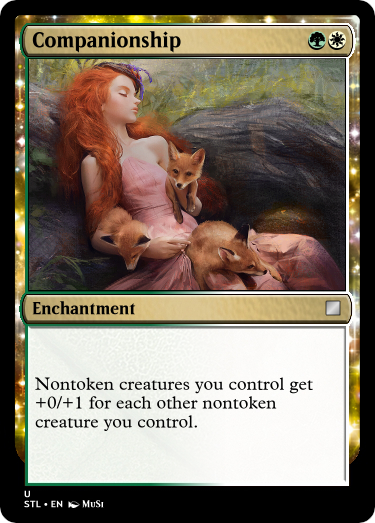 Companionship
Enchantment
Nontoken creatures you control get
+0/+1 for each other nontoken
creature you control.
U
STL • EN MuSi